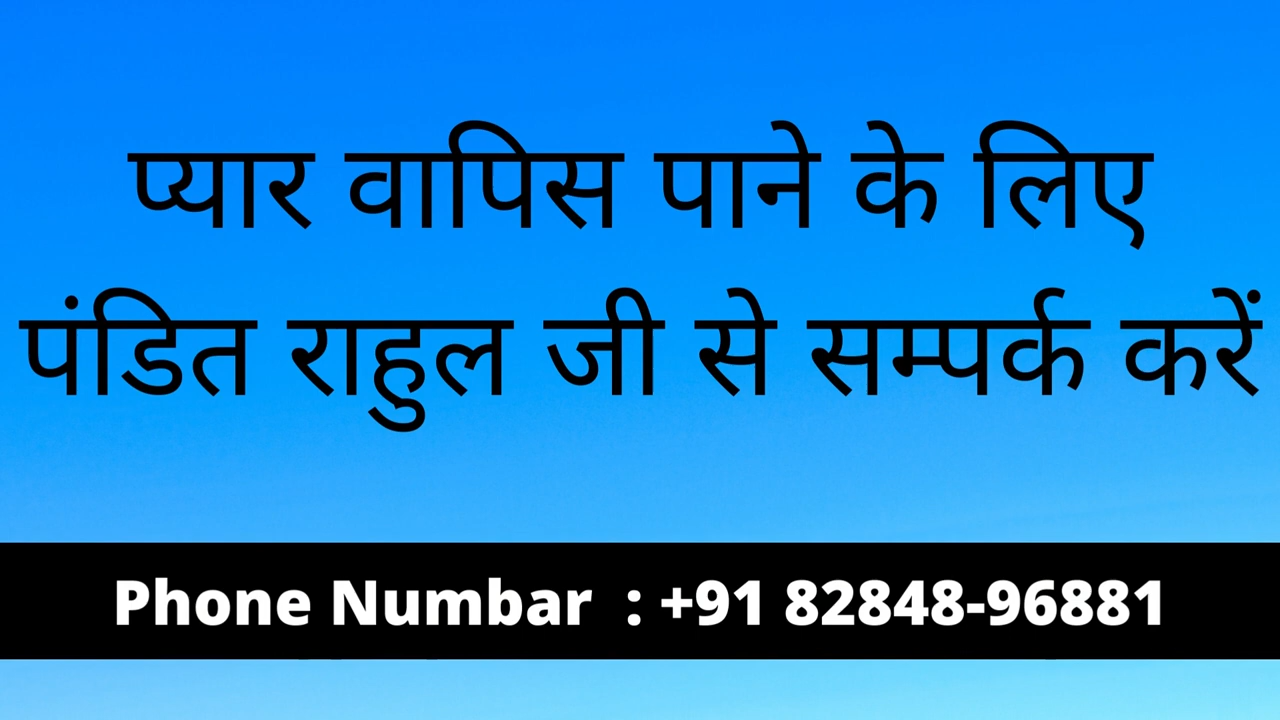 प्यार वापिस पाने के लिए
पंडित राहुल जी से सम्पर्क करें
Phone Numbar : +91 82848-96881